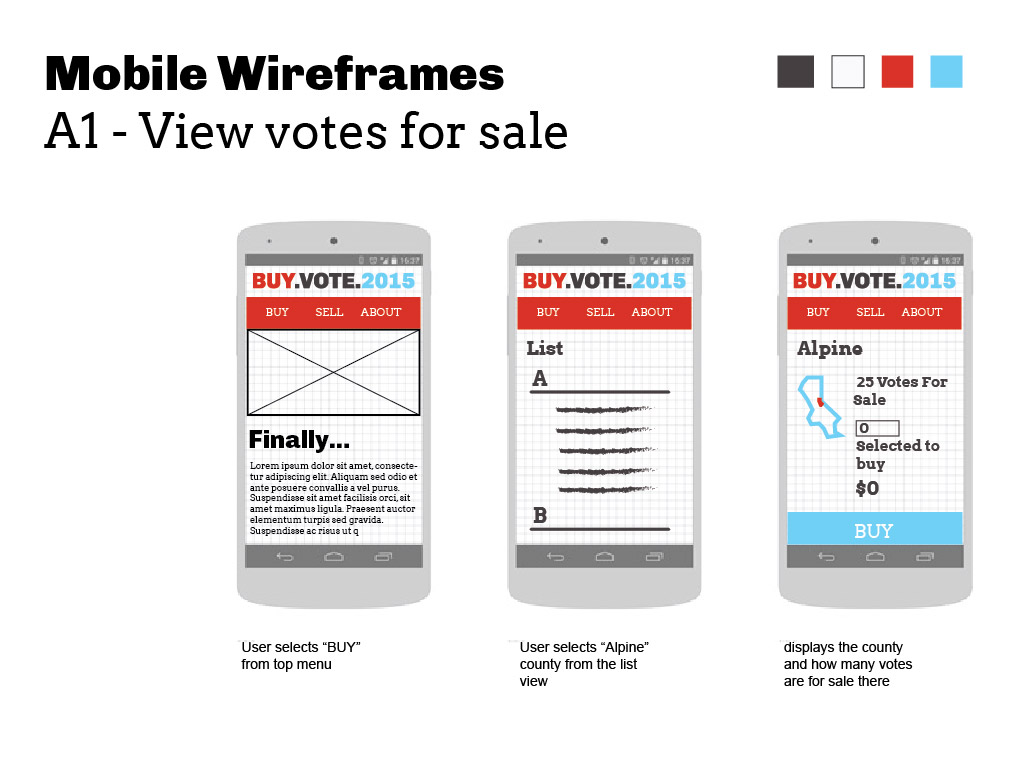 Mobile Wireframes
A1 - View votes for sale
16:37
BUY.VOTE.2015
BUY SELL ABOUT
Finally...
Lorem ipsum dolor sit amet, consecte-
tur adipiscing elit. Aliquam sed odio et
ante posuere convallis a vel purus.
Suspendisse sit amet facilisis orci, sit
amet maximus ligula. Praesent auctor
elementum turpis sed gravida.
Suspendisse ac risus ut q
User selects “BUY”
from top menu
16:37
BUY.VOTE.2015
BUY SELL ABOUT
List
A
B
User selects “Alpine”
county from the list
view
16:37
BUY.VOTE.2015
BUY SELL ABOUT
Alpine
25 Votes For
Sale
0
Selected to
buy
$0
BUY
displays the county
and how many votes
are for sale there